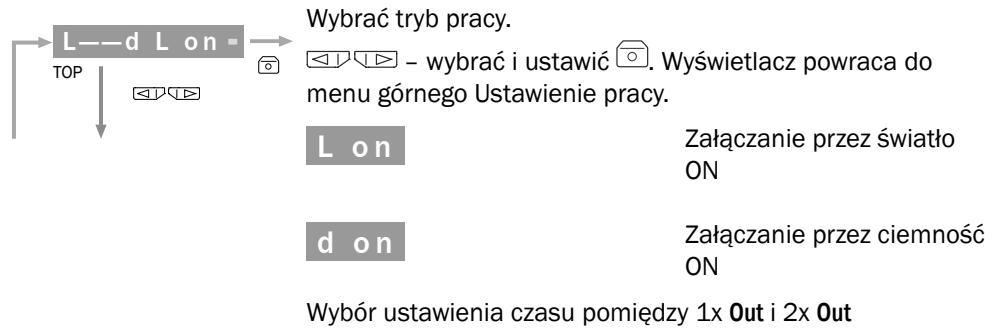 Wybrać tryb pracy.
L——d L on
TOP
– wybrać i ustawić . Wyświetlacz powraca do
menu górnego Ustawienie pracy.
L on
Załączanie przez światło
ON
d on
Załączanie przez ciemność
ON
Wybór ustawienia czasu pomiędzy 1x Out i 2x Out